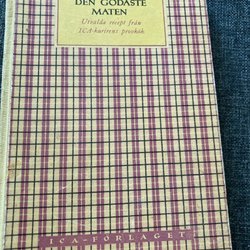 DEN GODASTE
MATEN
Utvalda recept från
ICA-kurirens provkök
ICA-FÖRLAGET